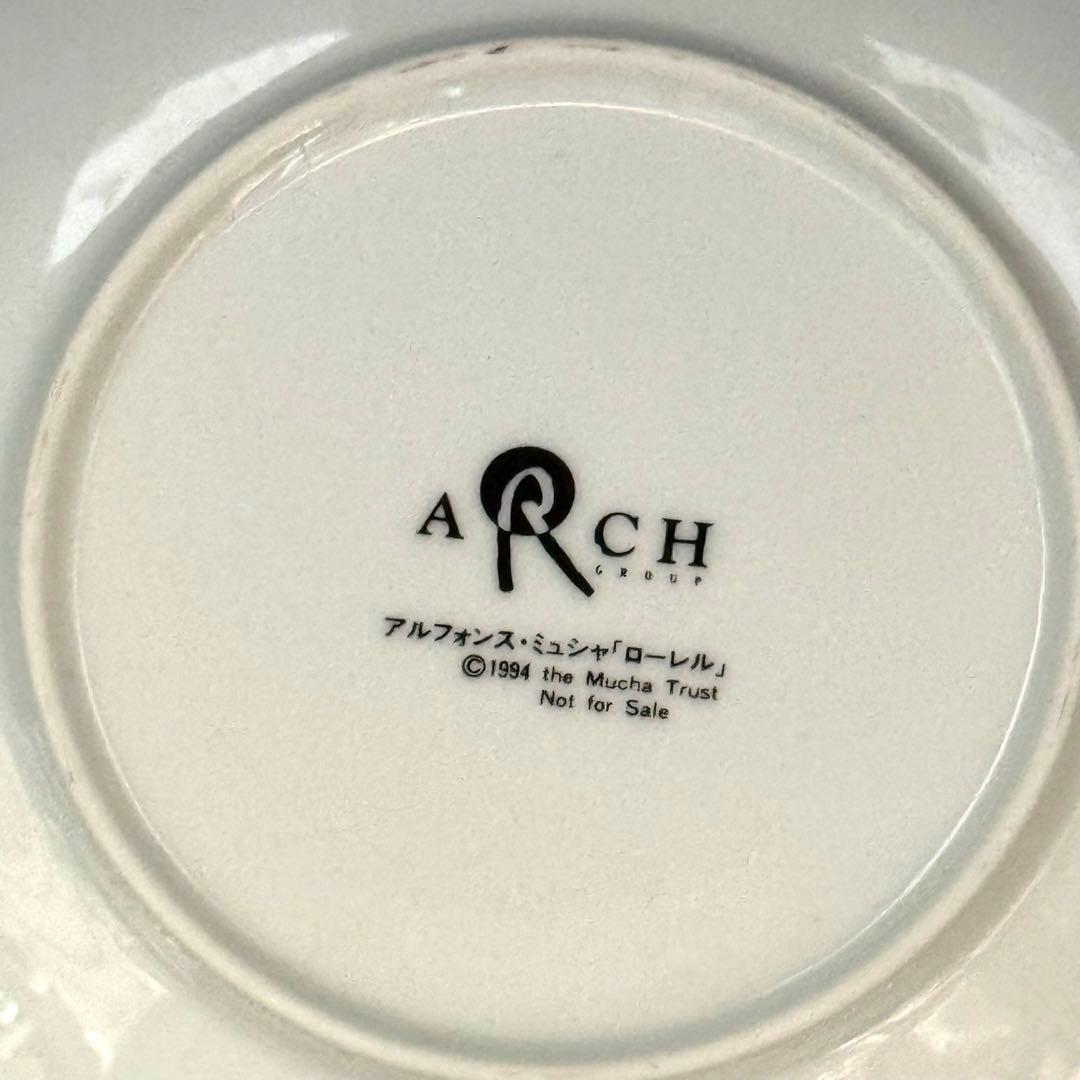 ARCH
GROUP
アルフォンス・ミュシャ「ローレル」
©1994 the Mucha Trust
Not for Sale